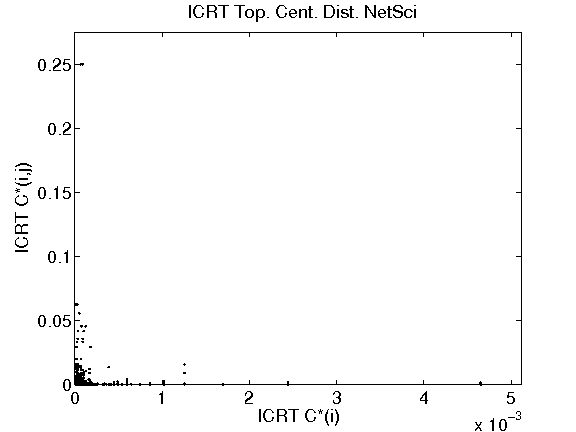 ICRT Top. Cent. Dist. NetSci
0.25
0.2
0.15
0.1
0.05
0
ICRT C*(i,j)
0 1 2 3 4 5
ICRT C*(i)
x 10⁻³